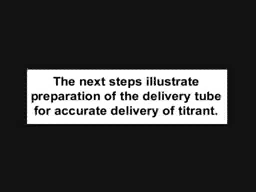 The next steps illustrate
preparation of the delivery tube
for accurate delivery of titrant.